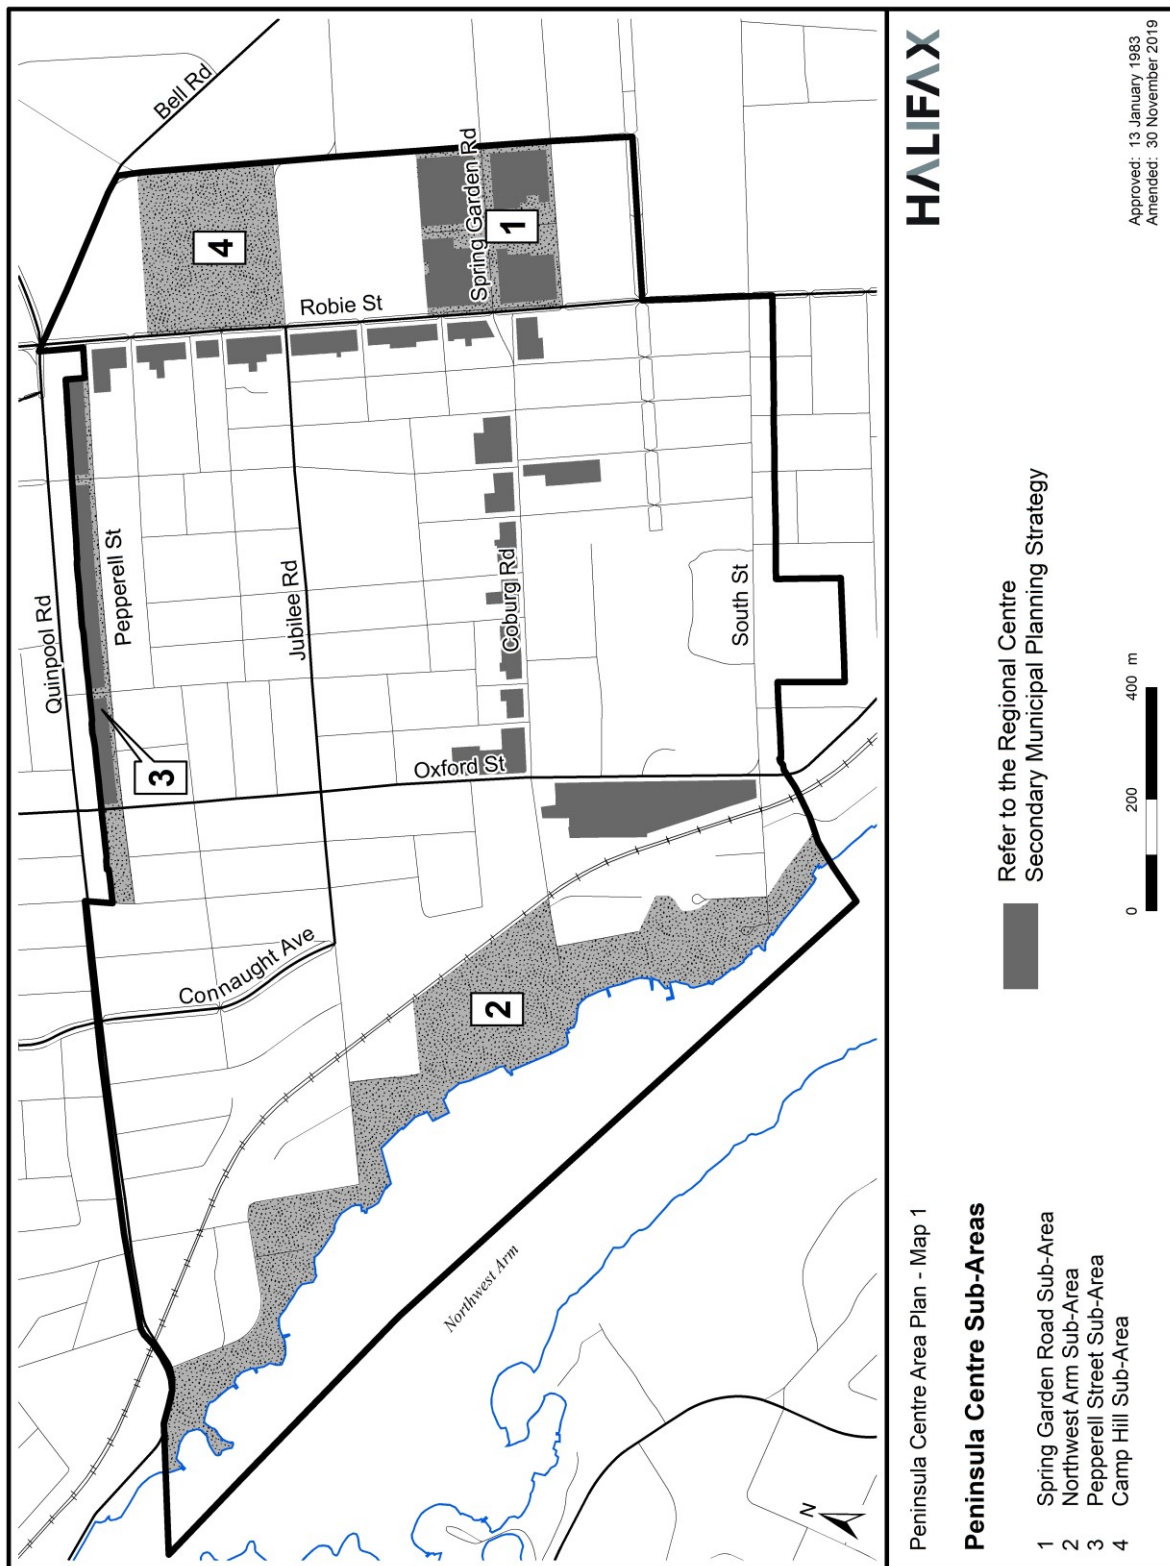 Bell Rd
4
Robie St
Spring Garden Rd
1
Quinpool Rd
Pepperell St
3
Jubilee Rd
Coburg Rd
Oxford St
South St
Connaught Ave
2
Northwest Arm
N
Peninsula Centre Area Plan - Map 1
Peninsula Centre Sub-Areas
1 Spring Garden Road Sub-Area
2 Northwest Arm Sub-Area
3 Pepperell Street Sub-Area
4 Camp Hill Sub-Area
Refer to the Regional Centre
Secondary Municipal Planning Strategy
0 200 400 m
HALIFAX
Approved: 13 January 1983
Amended: 30 November 2019